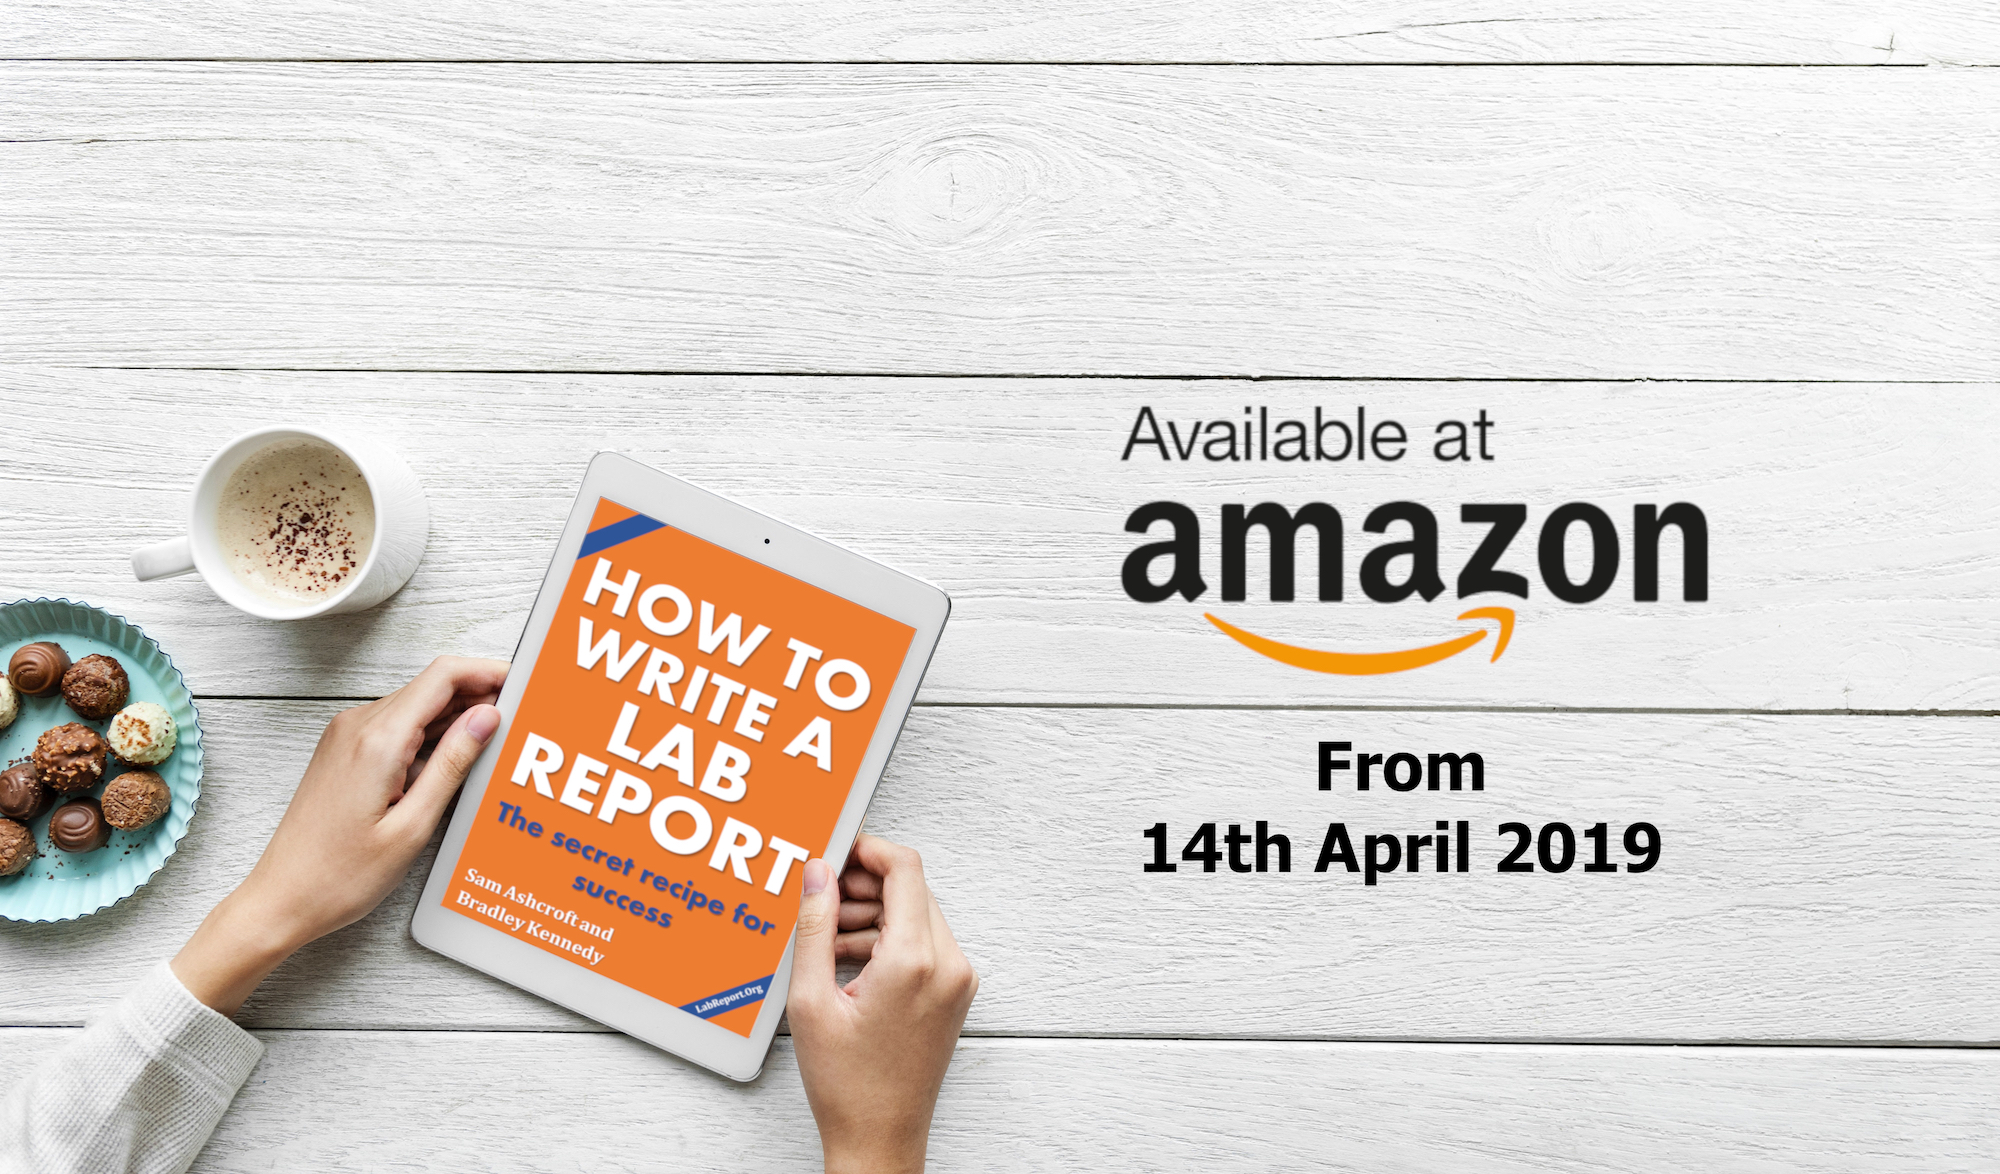 HOW TO
WRITE A
LAB
REPORT
The secret recipe for
success
Sam Ashcroft and
Bradley Kennedy
LabReport.Org
Available at
amazon
From
14th April 2019